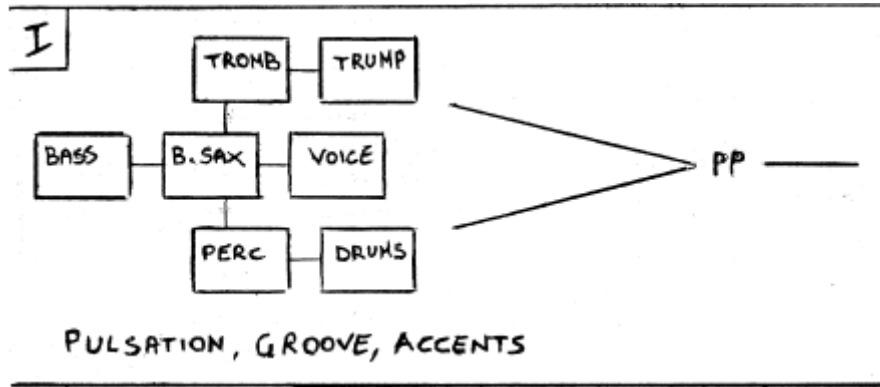 I
TROMB TRUMP
BASS B.SAX VOICE PP
PERC DRUMS
PULSATION, GROOVE, ACCENTS